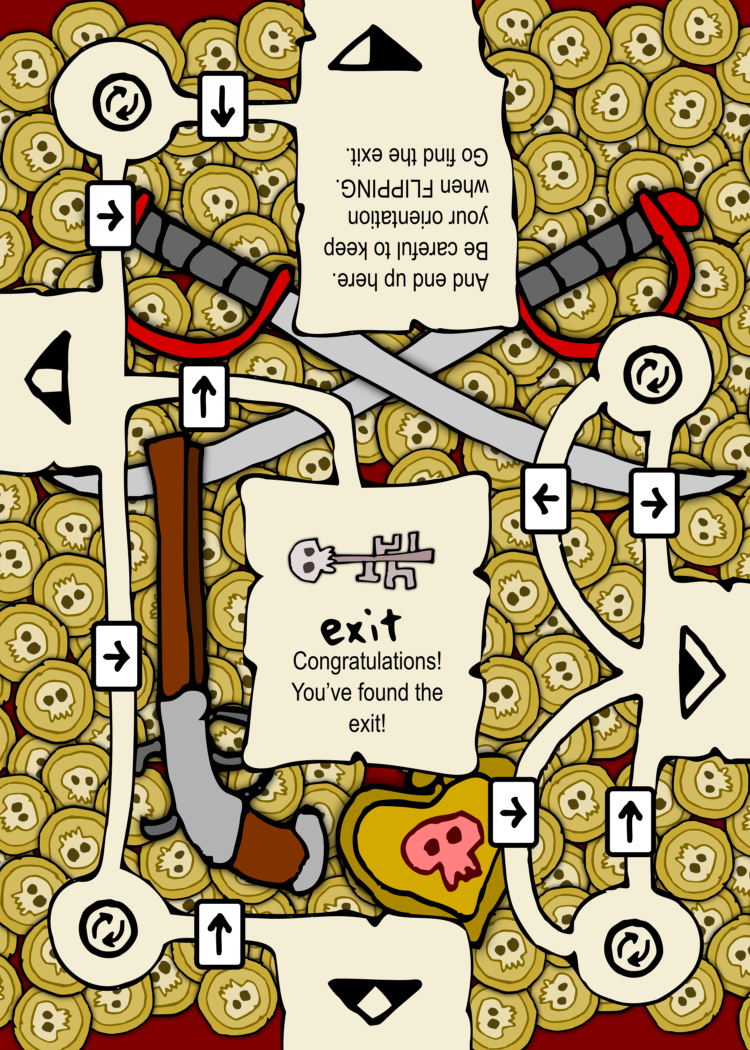 And end up here.
Be careful to keep
your orientation
when FLIPPING.
Go find the exit.
exit
Congratulations!
You've found the
exit!